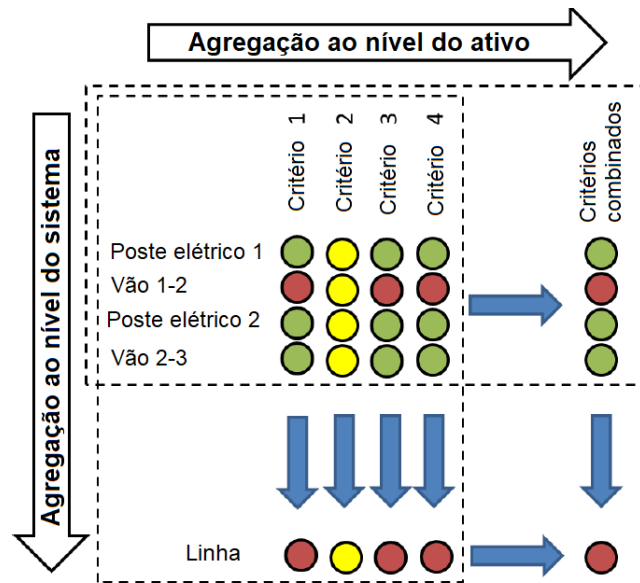 Agregação ao nível do ativo
Agregação ao nível do sistema
Critério 1
Critério 2
Critério 3
Critério 4
Critérios
combinados
Poste elétrico 1
Vão 1-2
Poste elétrico 2
Vão 2-3
Linha